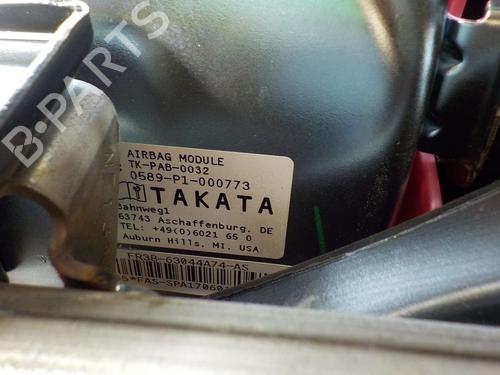 B-PARTS
AIRBAG MODULE
TK-PAB-0032
0589-P1-000773
TAKATA
Bahnweg1
63743 Aschaffenburg, DE
TEL: +49(0)6021 65 0
Auburn Hills, MI. USA
FR3B-63044A74-AS